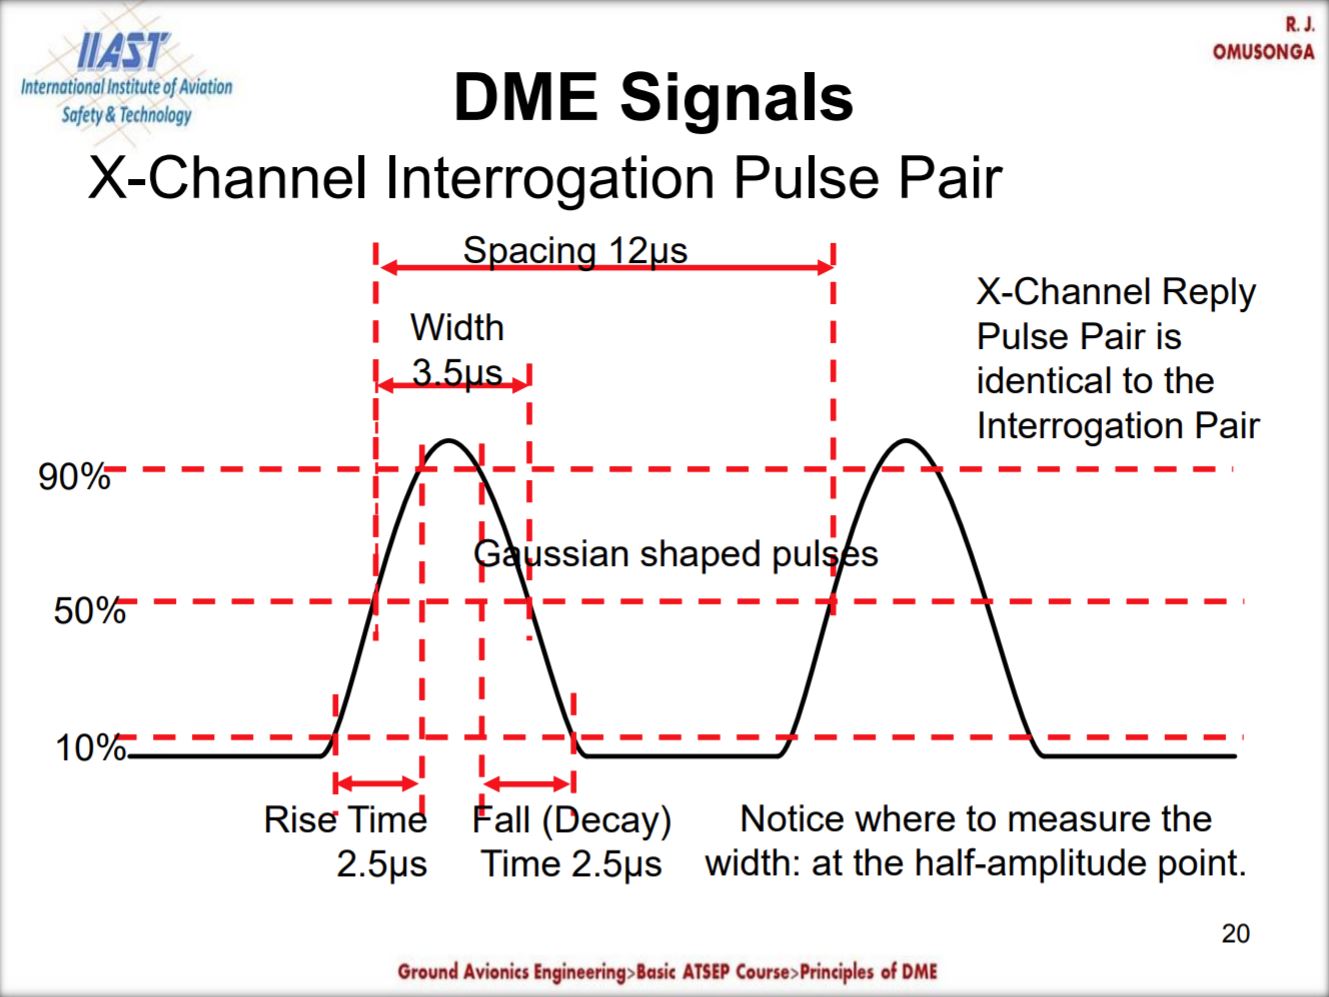 IIAST
International Institute of Aviation
Safety & Technology
R. J.
OMUSONGA
DME Signals
X-Channel Interrogation Pulse Pair
Spacing 12µs
Width
3.5µs
X-Channel Reply
Pulse Pair is
identical to the
Interrogation Pair
90%
Gaussian shaped pulses
50%
10%
Rise Time
2.5µs
Fall (Decay)
Time 2.5µs
Notice where to measure the
width: at the half-amplitude point.
20
Ground Avionics Engineering>Basic ATSEP Course>Principles of DME